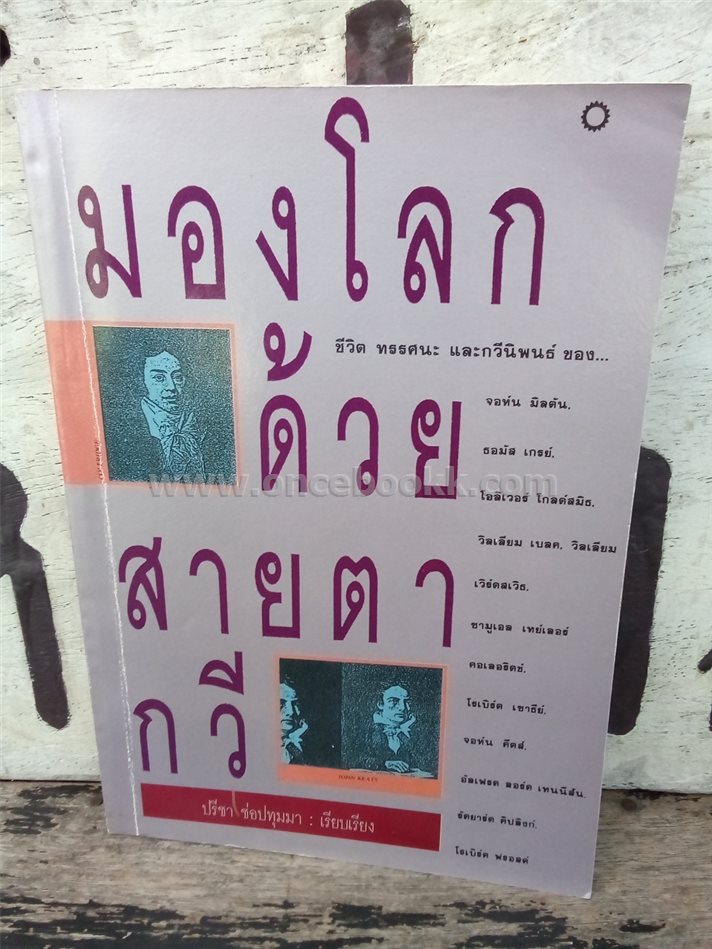 มองโลก
ชีวิต ทรรศนะ และกวีนิพนธ์ ของ...
ด้วย
จอห์น มิลตัน,
ธอมัส เกรย์,
www.oncebookk.com
โอลิเวอร์ โกลด์สมิธ,
วิลเลียม เบลค, วิลเลียม
สายตา
เวิร์ดสเวิธ,
ซามูเอล เทย์เลอร์
คอเลอริดช์,
กวี
โรเบิร์ต เซาธีย์,
จอห์น คีตส์,
JOHN KEATS
อัลเฟรด ลอร์ด เทนนีสัน,
รัดยาร์ด คิปลิงก์,
ปรีชา ช่อปทุมมา : เรียบเรียง
โรเบิร์ต ฟรอสต์